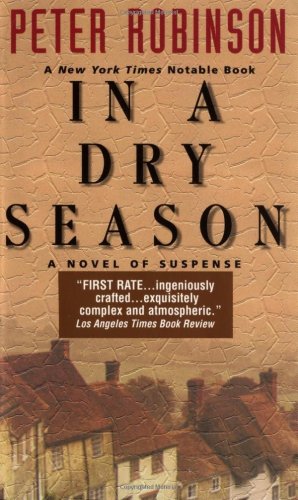 PETER ROBINSON
A New York Times Notable Book
IN A
DRY
SEASON
A NOVEL OF SUSPENSE
"FIRST RATE...ingeniously
crafted...exquisitely
complex and atmospheric."
Los Angeles Times Book Review